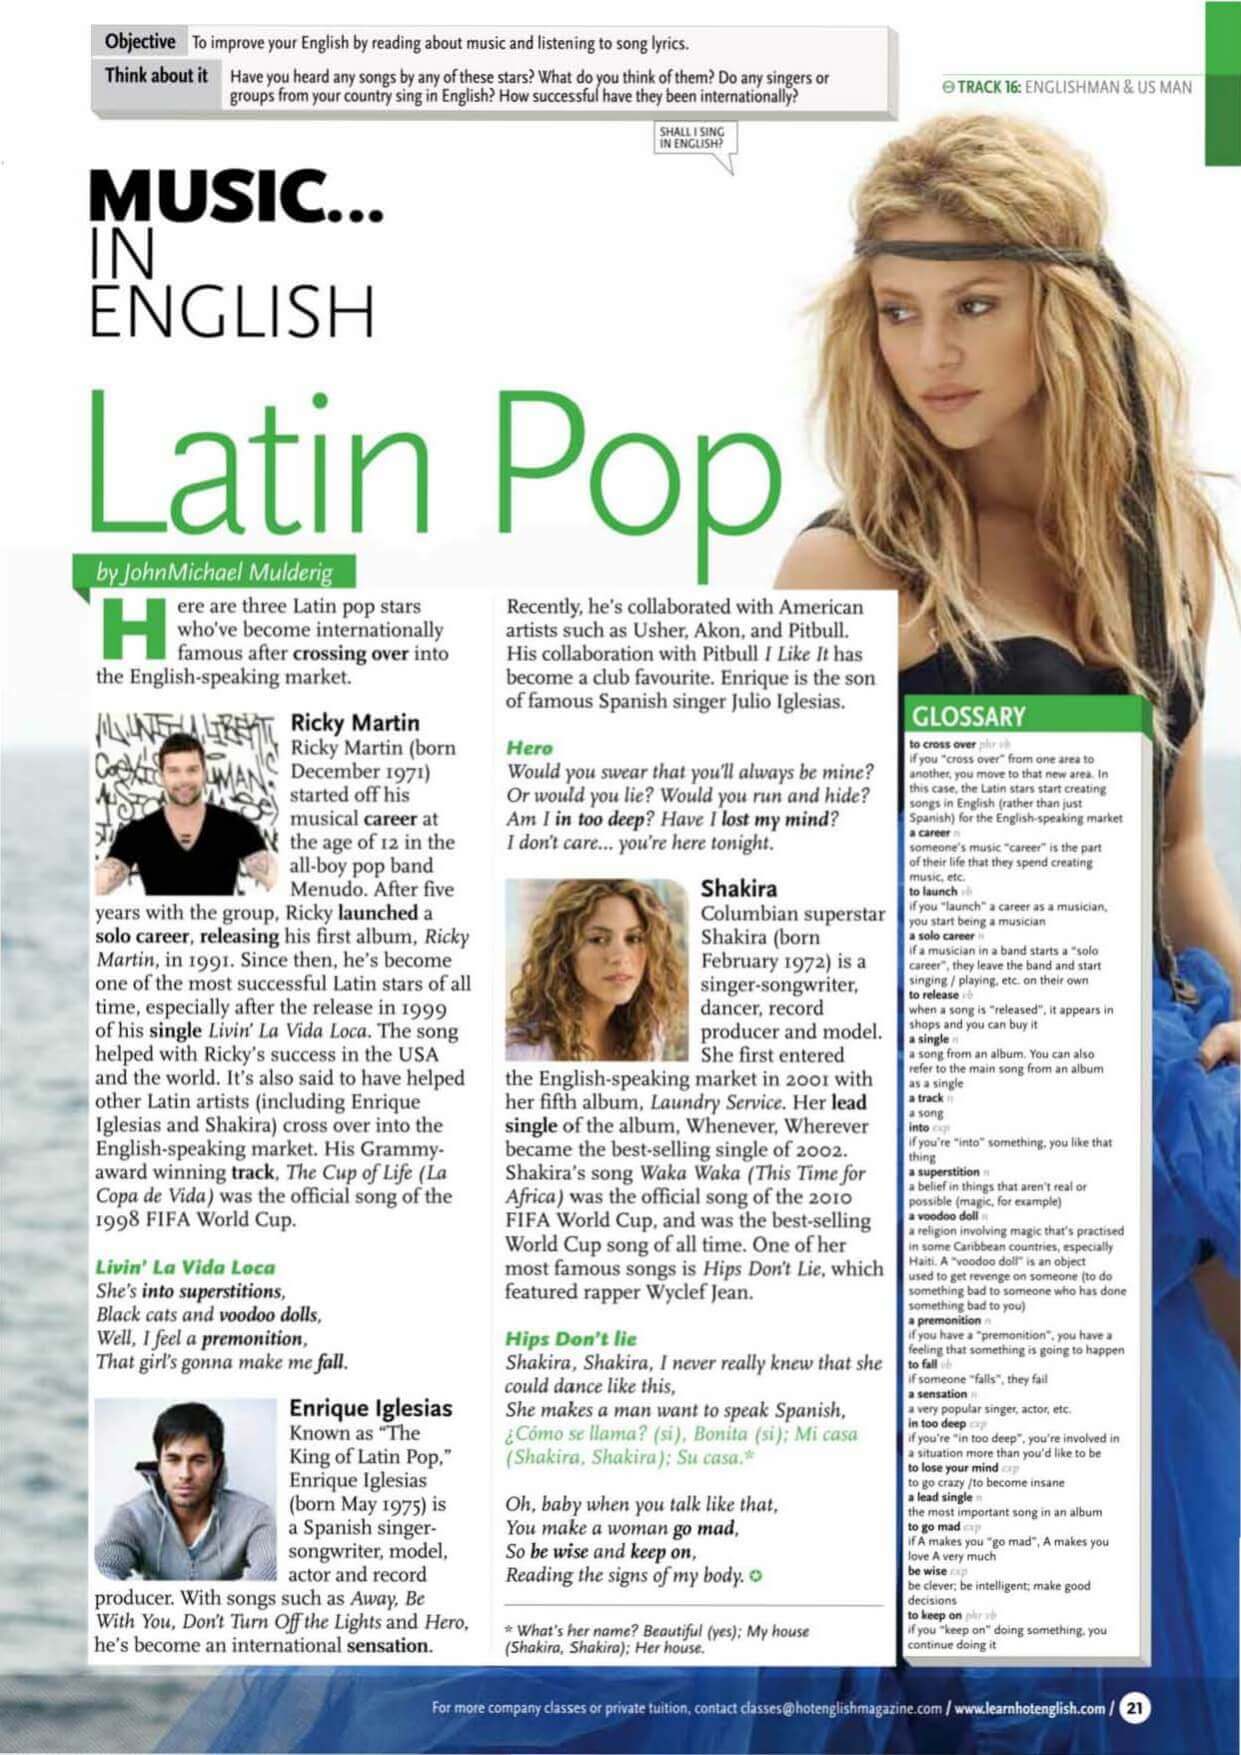 Objective To improve your English by reading about music and listening to song lyrics.
Think about it Have you heard any songs by any of these stars? What do you think of them? Do any singers or
groups from your country sing in English? How successful have they been internationally?
TRACK 16: ENGLISHMAN & US MAN
SHALL I SING
IN ENGLISH?
MUSIC...
IN
ENGLISH
Latin Pop
by JohnMichael Mulderig
Here are three Latin pop stars
who've become internationally
famous after crossing over into
the English-speaking market.
Ricky Martin
Ricky Martin (born
December 1971)
started off his
musical career at
the age of 12 in the
all-boy pop band
Menudo. After five
years with the group, Ricky launched a
solo career, releasing his first album, Ricky
Martin, in 1991. Since then, he's become
one of the most successful Latin stars of all
time, especially after the release in 1999
of his single Livin' La Vida Loca. The song
helped with Ricky's success in the USA
and the world. It's also said to have helped
other Latin artists (including Enrique
Iglesias and Shakira) cross over into the
English-speaking market. His Grammy-
award winning track, The Cup of Life (La
Copa de Vida) was the official song of the
1998 FIFA World Cup.
Livin' La Vida Loca
She's into superstitions,
Black cats and voodoo dolls,
Well, I feel a premonition,
That girl's gonna make me fall.
Enrique Iglesias
Known as "The
King of Latin Pop,"
Enrique Iglesias
(born May 1975) is
a Spanish singer-
songwriter, model,
actor and record
producer. With songs such as Away, Be
With You, Don't Turn Off the Lights and Hero,
he's become an international sensation.
Recently, he's collaborated with American
artists such as Usher, Akon, and Pitbull.
His collaboration with Pitbull I Like It has
become a club favourite. Enrique is the son
of famous Spanish singer Julio Iglesias.
Hero
Would you swear that you'll always be mine?
Or would you lie? Would you run and hide?
Am I in too deep? Have I lost my mind?
I don't care... you're here tonight.
Shakira
Columbian superstar
Shakira (born
February 1972) is a
singer-songwriter,
dancer, record
producer and model.
She first entered
the English-speaking market in 2001 with
her fifth album, Laundry Service. Her lead
single of the album, Whenever, Wherever
became the best-selling single of 2002.
Shakira's song Waka Waka (This Time for
Africa) was the official song of the 2010
FIFA World Cup, and was the best-selling
World Cup song of all time. One of her
most famous songs is Hips Don't Lie, which
featured rapper Wyclef Jean.
Hips Don't lie
Shakira, Shakira, I never really knew that she
could dance like this,
She makes a man want to speak Spanish,
¿Cómo se llama? (si), Bonita (si); Mi casa
(Shakira, Shakira); Su casa.*
Oh, baby when you talk like that,
You make a woman go mad,
So be wise and keep on,
Reading the signs of my body.
* What's her name? Beautiful (yes); My house
(Shakira, Shakira); Her house.
GLOSSARY
to cross over phr vb
if you "cross over" from one area to
another, you move to that new area. In
this case, the Latin stars start creating
songs in English (rather than just
Spanish) for the English-speaking market
a career n
someone's music "career" is the part
of their life that they spend creating
music, etc.
to launch vb
if you "launch" a career as a musician,
you start being a musician
a solo career n
if a musician in a band starts a "solo
career", they leave the band and start
singing / playing, etc. on their own
to release vb
when a song is "released", it appears in
shops and you can buy it
a single n
a song from an album. You can also
refer to the main song from an album
as a single
a track n
a song
into exp
if you're "into" something, you like that
thing
a superstition n
a belief in things that aren't real or
possible (magic, for example)
a voodoo doll n
a religion involving magic that's practised
in some Caribbean countries, especially
Haiti. A "voodoo doll" is an object
used to get revenge on someone (to do
something bad to someone who has done
something bad to you)
a premonition n
if you have a "premonition", you have a
feeling that something is going to happen
to fall vb
if someone "falls", they fail
a sensation n
a very popular singer, actor, etc.
in too deep exp
if you're "in too deep", you're involved in
a situation more than you'd like to be
to lose your mind exp
to go crazy /to become insane
a lead single n
the most important song in an album
to go mad exp
if A makes you "go mad", A makes you
love A very much
be wise exp
be clever; be intelligent; make good
decisions
to keep on phr vb
if you "keep on" doing something, you
continue doing it
For more company classes or private tuition, contact classes@hotenglishmagazine.com / www.learnhotenglish.com / 21